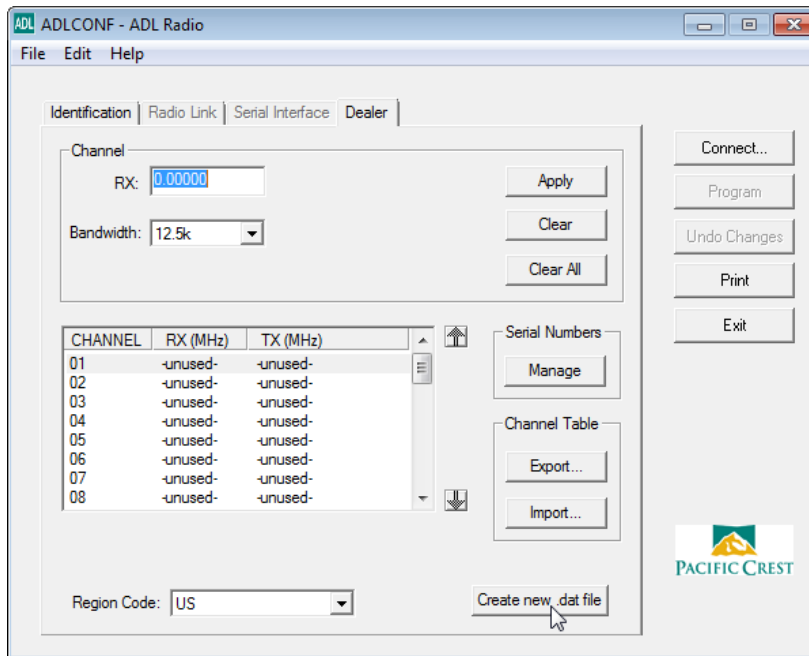 ADL ADLCONF - ADL Radio
File Edit Help
Identification Radio Link Serial Interface Dealer
Channel
RX: 0.00000
Bandwidth: 12.5k
Apply
Clear
Clear All
CHANNEL RX (MHz) TX (MHz)
01 -unused- -unused-
02 -unused- -unused-
03 -unused- -unused-
04 -unused- -unused-
05 -unused- -unused-
06 -unused- -unused-
07 -unused- -unused-
08 -unused- -unused-
Serial Numbers
Manage
Channel Table
Export...
Import...
Region Code: US
Create new .dat file
Connect...
Program
Undo Changes
Print
Exit
PACIFIC CREST